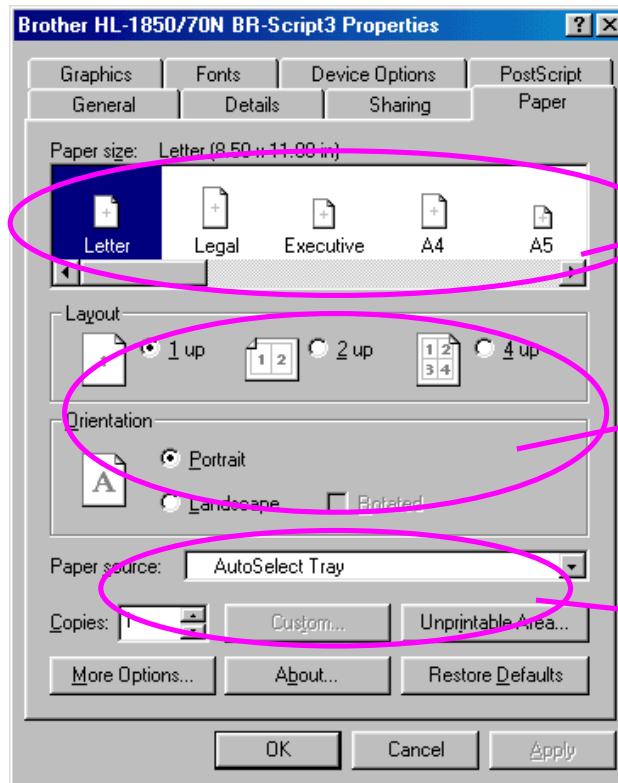 Brother HL-1850/70N BR-Script3 Properties
Graphics Fonts Device Options PostScript
General Details Sharing Paper
Paper size: Letter (8.50 x 11.00 in)
Letter Legal Executive A4 A5
Layout
1 1 up 1 2 2 up 1 2 3 4 4 up
Orientation
A Portrait
Landscape Rotated
Paper source: AutoSelect Tray
Copies: 1 Custom... Unprintable Area...
More Options... About... Restore Defaults
OK Cancel Apply